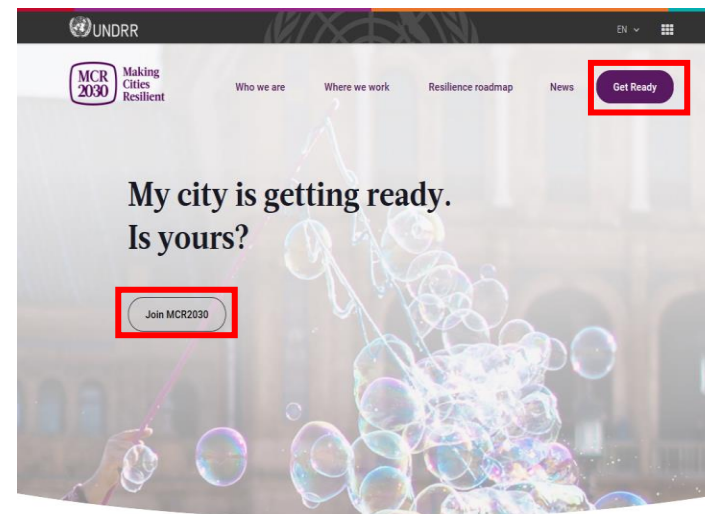 UNDRR
EN
MCR
2030
Making
Cities
Resilient
Who we are
Where we work
Resilience roadmap
News
Get Ready
My city is getting ready.
Is yours?
Join MCR2030